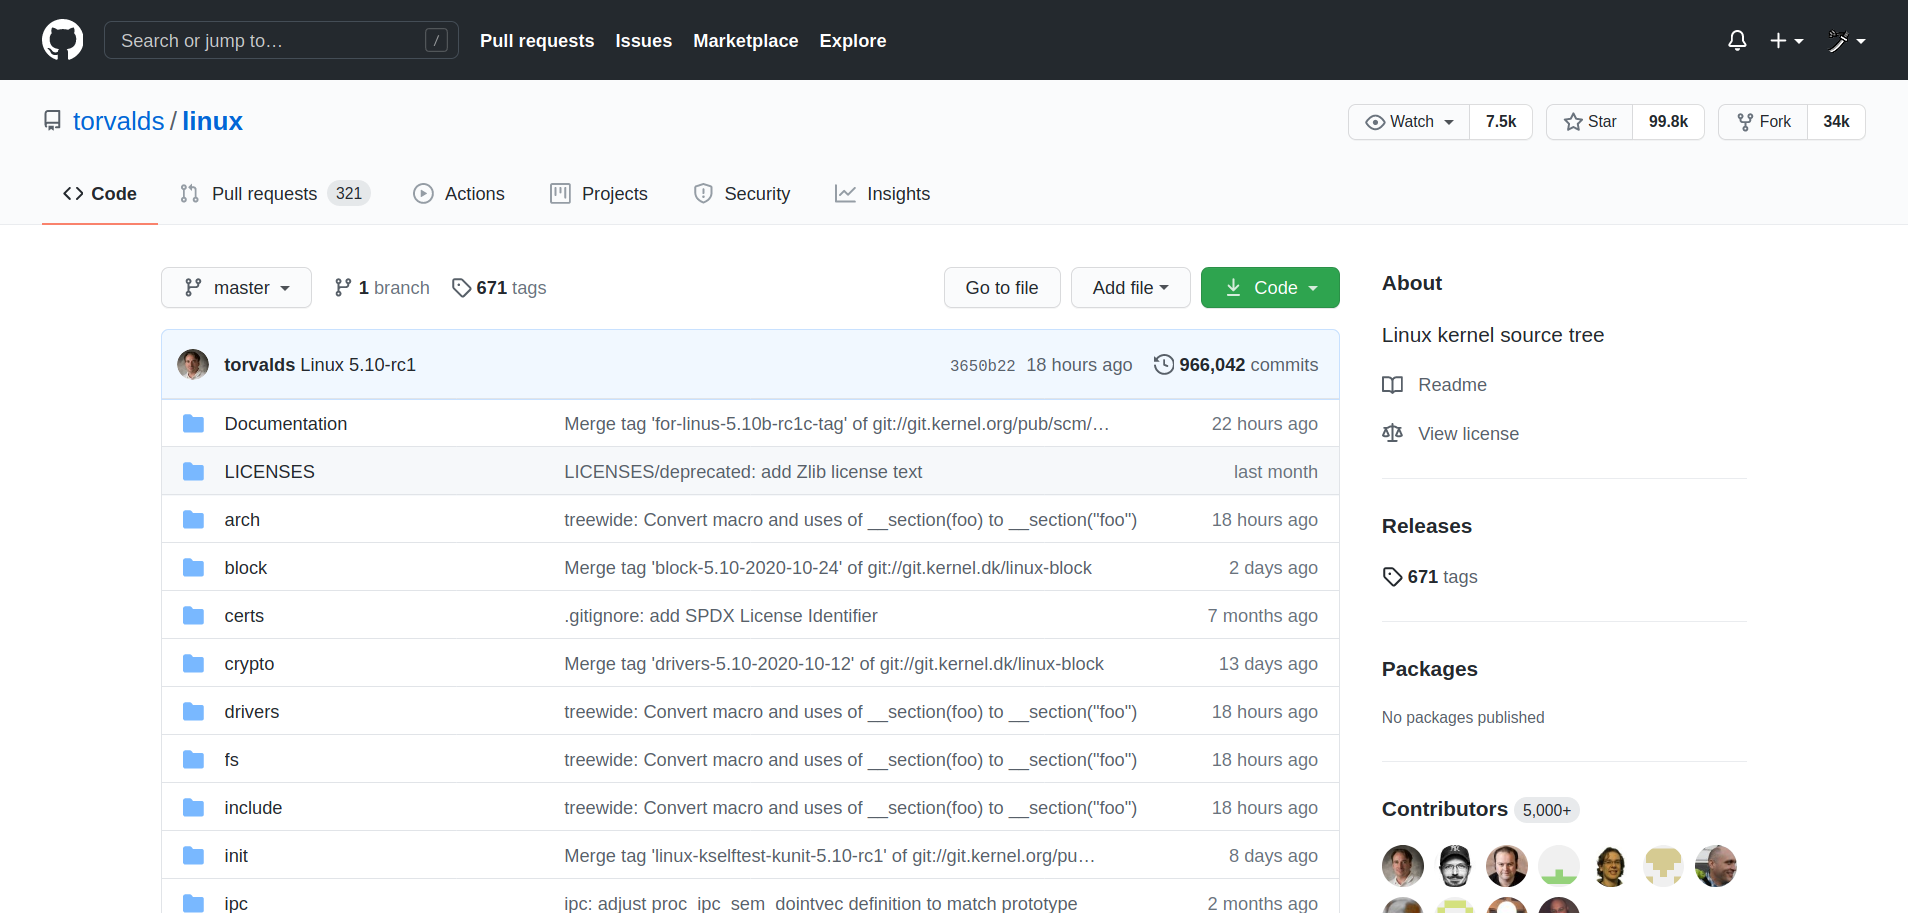 Search or jump to… / Pull requests Issues Marketplace Explore
torvalds / linux Watch 7.5k Star 99.8k Fork 34k
Code Pull requests 321 Actions Projects Security Insights
master 1 branch 671 tags Go to file Add file Code
torvalds Linux 5.10-rc1 3650b22 18 hours ago 966,042 commits
Documentation Merge tag 'for-linus-5.10b-rc1c-tag' of git://git.kernel.org/pub/scm/… 22 hours ago
LICENSES LICENSES/deprecated: add Zlib license text last month
arch treewide: Convert macro and uses of __section(foo) to __section("foo") 18 hours ago
block Merge tag 'block-5.10-2020-10-24' of git://git.kernel.dk/linux-block 2 days ago
certs .gitignore: add SPDX License Identifier 7 months ago
crypto Merge tag 'drivers-5.10-2020-10-12' of git://git.kernel.dk/linux-block 13 days ago
drivers treewide: Convert macro and uses of __section(foo) to __section("foo") 18 hours ago
fs treewide: Convert macro and uses of __section(foo) to __section("foo") 18 hours ago
include treewide: Convert macro and uses of __section(foo) to __section("foo") 18 hours ago
init Merge tag 'linux-kselftest-kunit-5.10-rc1' of git://git.kernel.org/pu… 8 days ago
ipc ipc: adjust proc_ipc_sem_dointvec definition to match prototype 2 months ago
About
Linux kernel source tree
Readme
View license
Releases
671 tags
Packages
No packages published
Contributors 5,000+